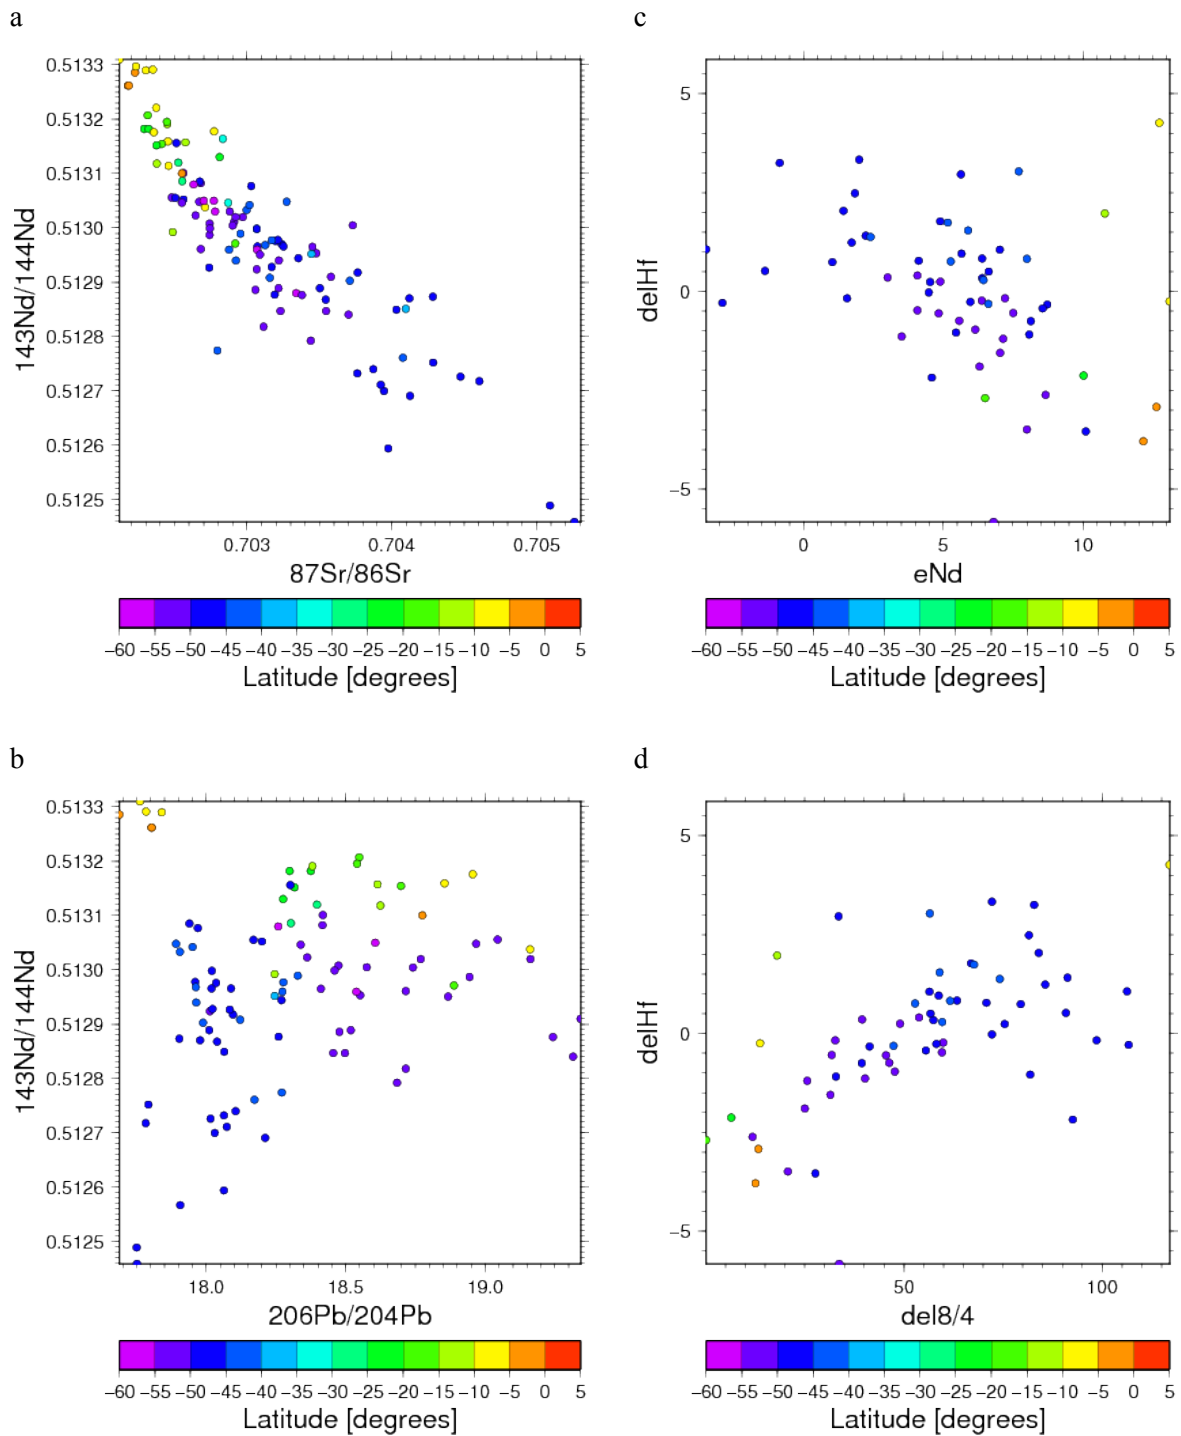 a
0.5133
0.5132
0.5131
0.5130
0.5129
0.5128
0.5127
0.5126
0.5125
143Nd/144Nd
0.703 0.704 0.705
87Sr/86Sr
−60 −55 −50 −45 −40 −35 −30 −25 −20 −15 −10 −5 0 5
Latitude [degrees]
c
5
0
−5
delHf
0 5 10
eNd
−60 −55 −50 −45 −40 −35 −30 −25 −20 −15 −10 −5 0 5
Latitude [degrees]
b
0.5133
0.5132
0.5131
0.5130
0.5129
0.5128
0.5127
0.5126
0.5125
143Nd/144Nd
18.0 18.5 19.0
206Pb/204Pb
−60 −55 −50 −45 −40 −35 −30 −25 −20 −15 −10 −5 0 5
Latitude [degrees]
d
5
0
−5
delHf
50 100
del8/4
−60 −55 −50 −45 −40 −35 −30 −25 −20 −15 −10 −5 0 5
Latitude [degrees]